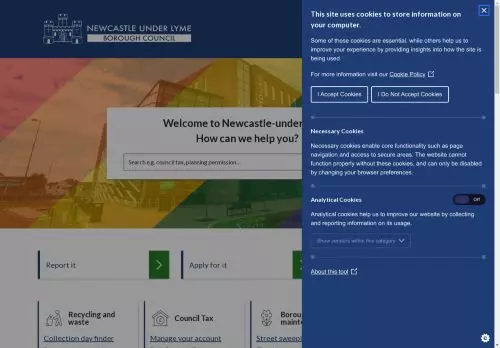 NEWCASTLE UNDER LYME
BOROUGH COUNCIL
Welcome to Newcastle-under-
How can we help you?
Search e.g. council tax, planning permission...
Report it
Apply for it
Recycling and
waste
Collection day finder
Council Tax
Manage your account
Borou
mainte
Street sweepi
This site uses cookies to store information on
your computer.
Some of these cookies are essential, while others help us to
improve your experience by providing insights into how the site is
being used
For more information visit our Cookie Policy
I Accept Cookies
I Do Not Accept Cookies
Necessary Cookies
Necessary cookies enable core functionality such as page
navigation and access to secure areas. The website cannot
function properly without these cookies, and can only be disabled
by changing your browser preferences.
Analytical Cookies
Off
Analytical cookies help us to improve our website by collecting
and reporting information on its usage.
Show vendors within this category
About this tool